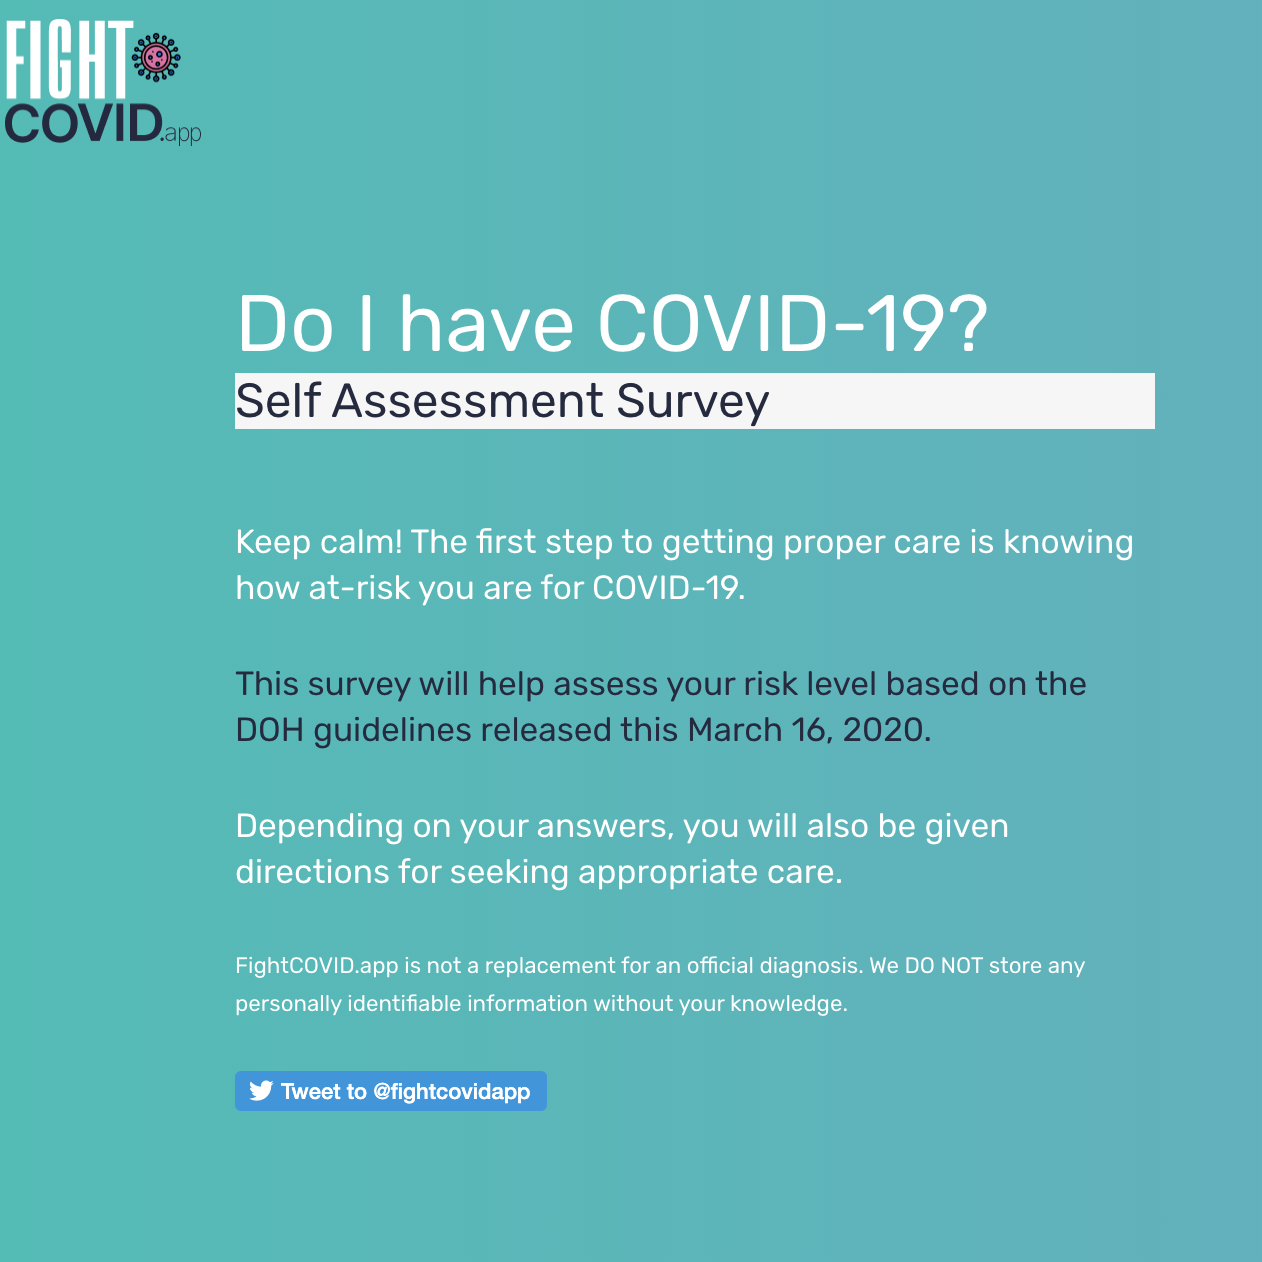 FIGHT
COVID.app
Do I have COVID-19?
Self Assessment Survey
Keep calm! The first step to getting proper care is knowing
how at-risk you are for COVID-19.
This survey will help assess your risk level based on the
DOH guidelines released this March 16, 2020.
Depending on your answers, you will also be given
directions for seeking appropriate care.
FightCOVID.app is not a replacement for an official diagnosis. We DO NOT store any
personally identifiable information without your knowledge.
Tweet to @fightcovidapp